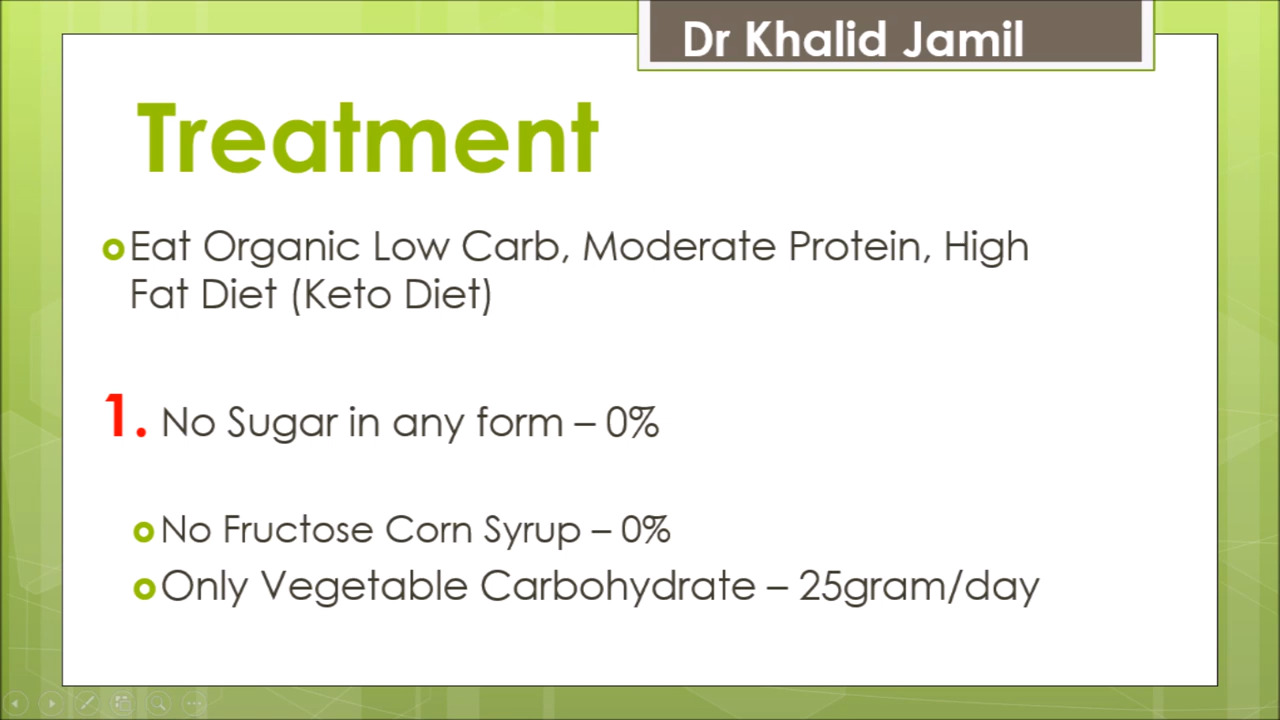 Dr Khalid Jamil
Treatment
Eat Organic Low Carb, Moderate Protein, High
Fat Diet (Keto Diet)
1. No Sugar in any form – 0%
No Fructose Corn Syrup – 0%
Only Vegetable Carbohydrate – 25gram/day